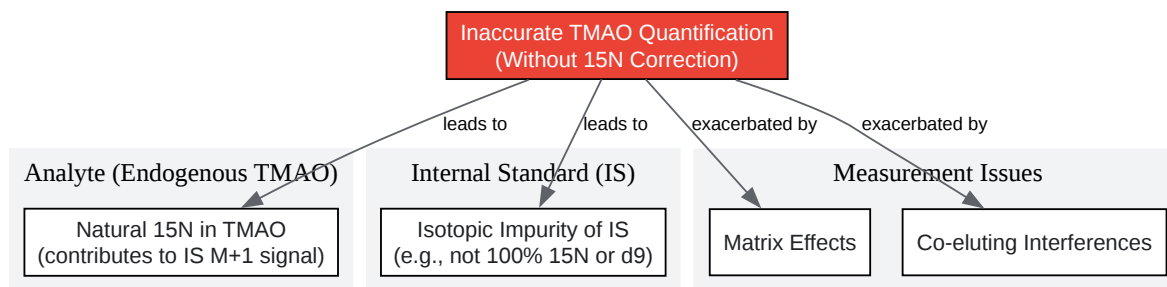 Inaccurate TMAO Quantification
(Without 15N Correction)
leads to
leads to
exacerbated by
exacerbated by
Analyte (Endogenous TMAO)
Internal Standard (IS)
Measurement Issues
Natural 15N in TMAO
(contributes to IS M+1 signal)
Isotopic Impurity of IS
(e.g., not 100% 15N or d9)
Matrix Effects
Co-eluting Interferences